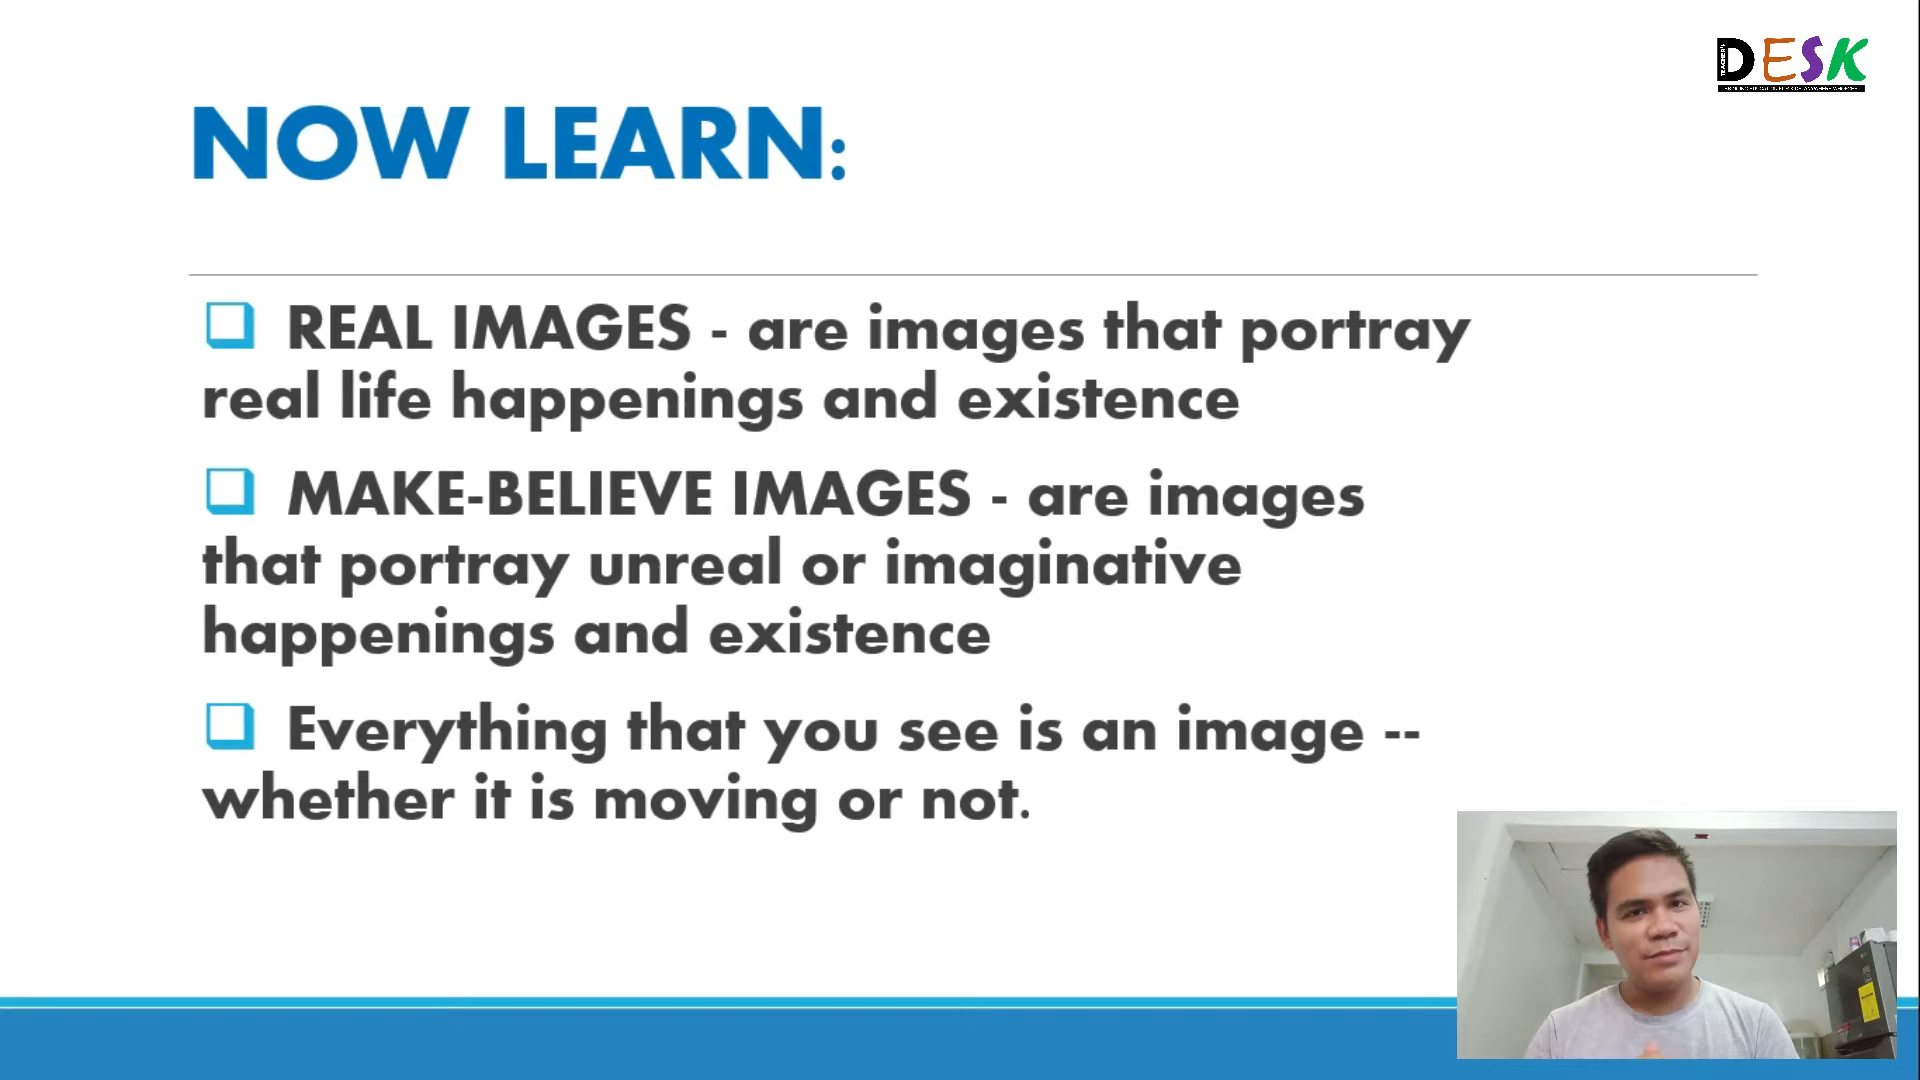 TEACHER'S
DESK
NOW LEARN:
❑ REAL IMAGES - are images that portray
real life happenings and existence
❑ MAKE-BELIEVE IMAGES - are images
that portray unreal or imaginative
happenings and existence
❑ Everything that you see is an image --
whether it is moving or not.